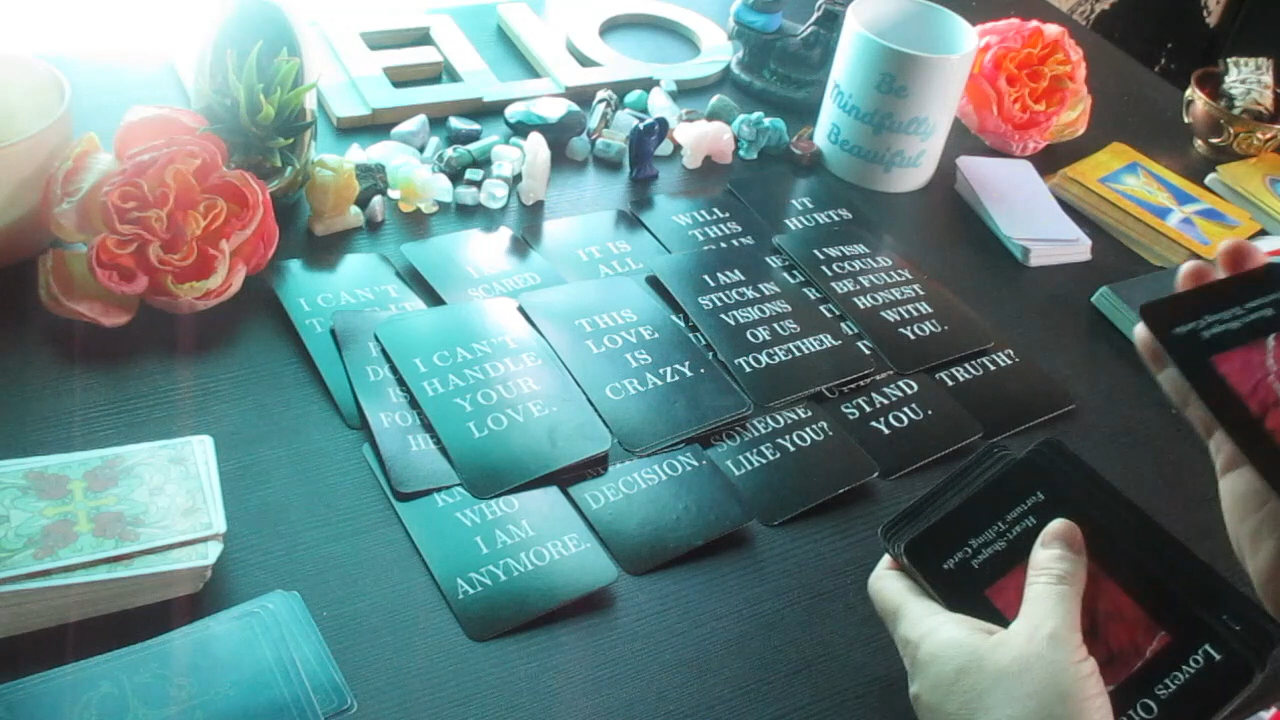 ELO
Be
Mindfully
Beautiful
IT
HURTS
WILL
THIS
IT IS
ALL
SCARED
I CAN'T
I WISH
I COULD
BE FULLY
HONEST
WITH
YOU.
I AM
STUCK IN
VISIONS
OF US
TOGETHER.
THIS
LOVE
IS
CRAZY.
I CAN'T
HANDLE
YOUR
LOVE.
TRUTH?
STAND
YOU.
SOMEONE
LIKE YOU?
DECISION.
WHO
I AM
ANYMORE.
Heart-Shaped
Fortune Telling Cards
Lovers